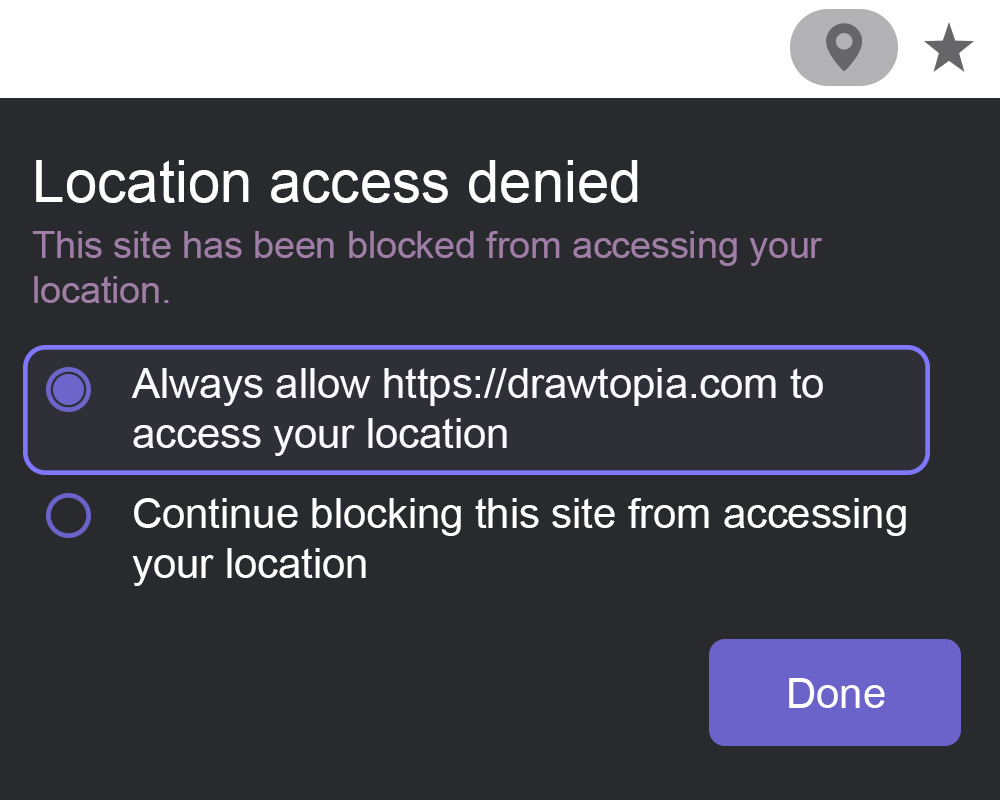 Location access denied
This site has been blocked from accessing your
location.
Always allow https://drawtopia.com to
access your location
Continue blocking this site from accessing
your location
Done